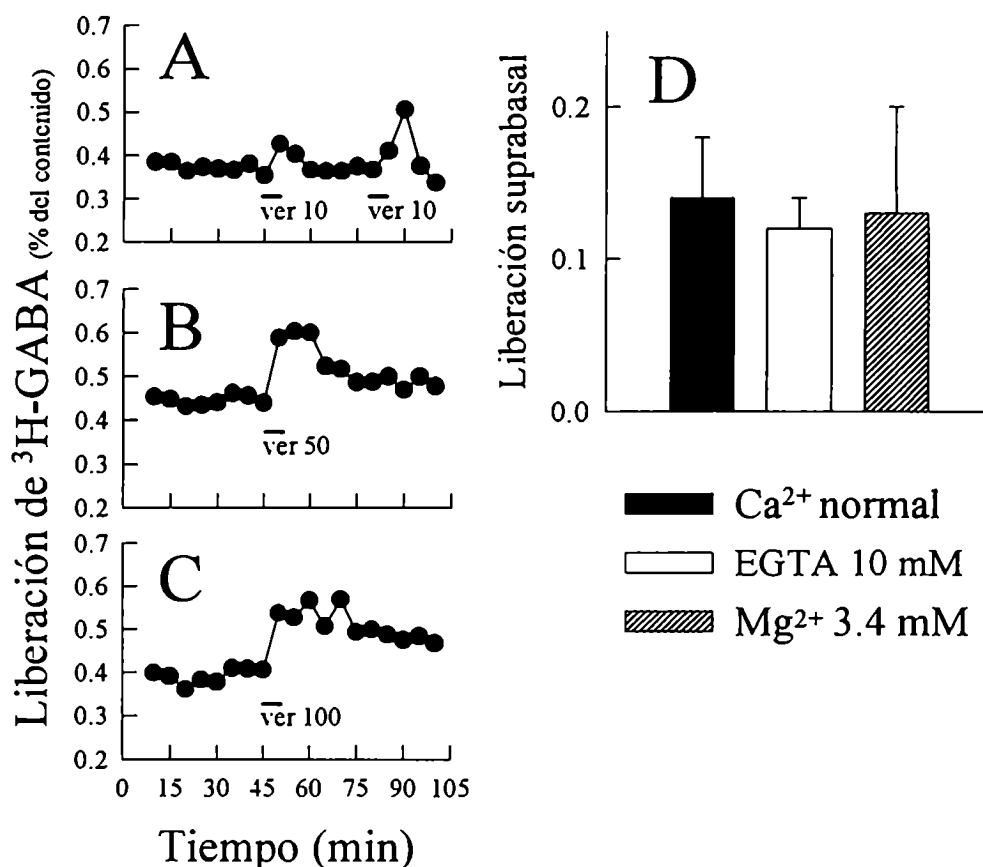 Liberación de ³H-GABA (% del contenido)
A
0.7
0.6
0.5
0.4
0.3
0.2
ver 10
ver 10
B
0.7
0.6
0.5
0.4
0.3
0.2
ver 50
C
0.7
0.6
0.5
0.4
0.3
0.2
ver 100
0 15 30 45 60 75 90 105
Tiempo (min)
D
Liberación suprabasal
0.2
0.1
0.0
Ca²⁺ normal
EGTA 10 mM
Mg²⁺ 3.4 mM